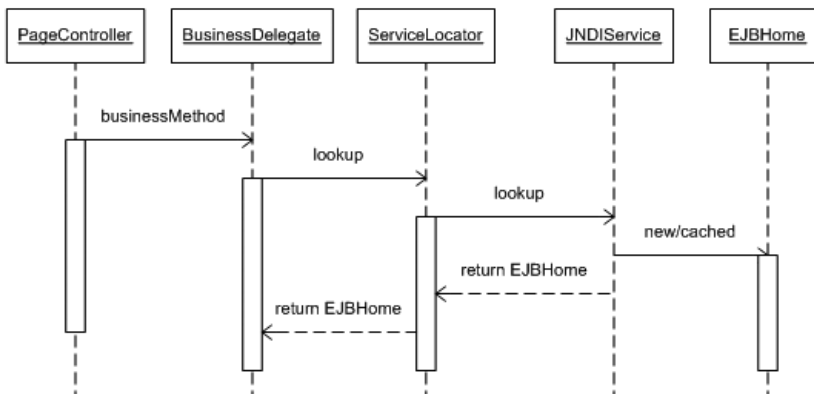 PageController
BusinessDelegate
ServiceLocator
JNDIService
EJBHome
businessMethod
lookup
lookup
new/cached
return EJBHome
return EJBHome